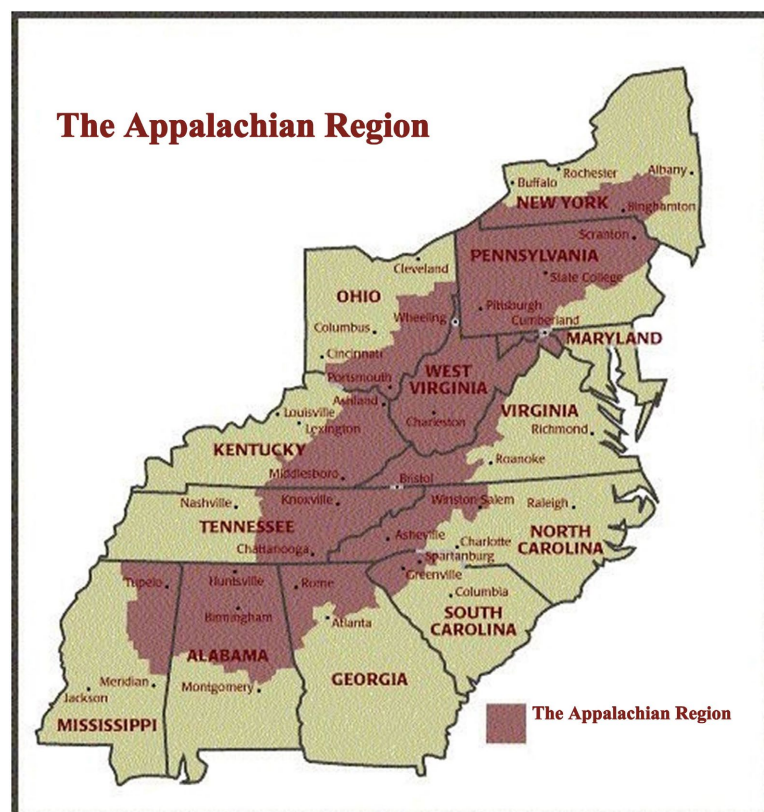 The Appalachian Region
Buffalo
Rochester
Albany
NEW YORK
Binghamton
Scranton
PENNSYLVANIA
State College
Cleveland
OHIO
Pittsburgh
Wheeling
Cumberland
Columbus
MARYLAND
Cincinnati
Portsmouth
WEST
VIRGINIA
Ashland
VIRGINIA
Louisville
Charleston
Lexington
Richmond
KENTUCKY
Roanoke
Middlesboro
Bristol
Nashville
Knoxville
Winston Salem
Raleigh
TENNESSEE
Asheville
NORTH
CAROLINA
Charlotte
Chattanooga
Spartanburg
Greenville
Tupelo
Huntsville
Rome
Columbia
Birmingham
Atlanta
SOUTH
CAROLINA
ALABAMA
Meridian
Montgomery
GEORGIA
Jackson
MISSISSIPPI
The Appalachian Region